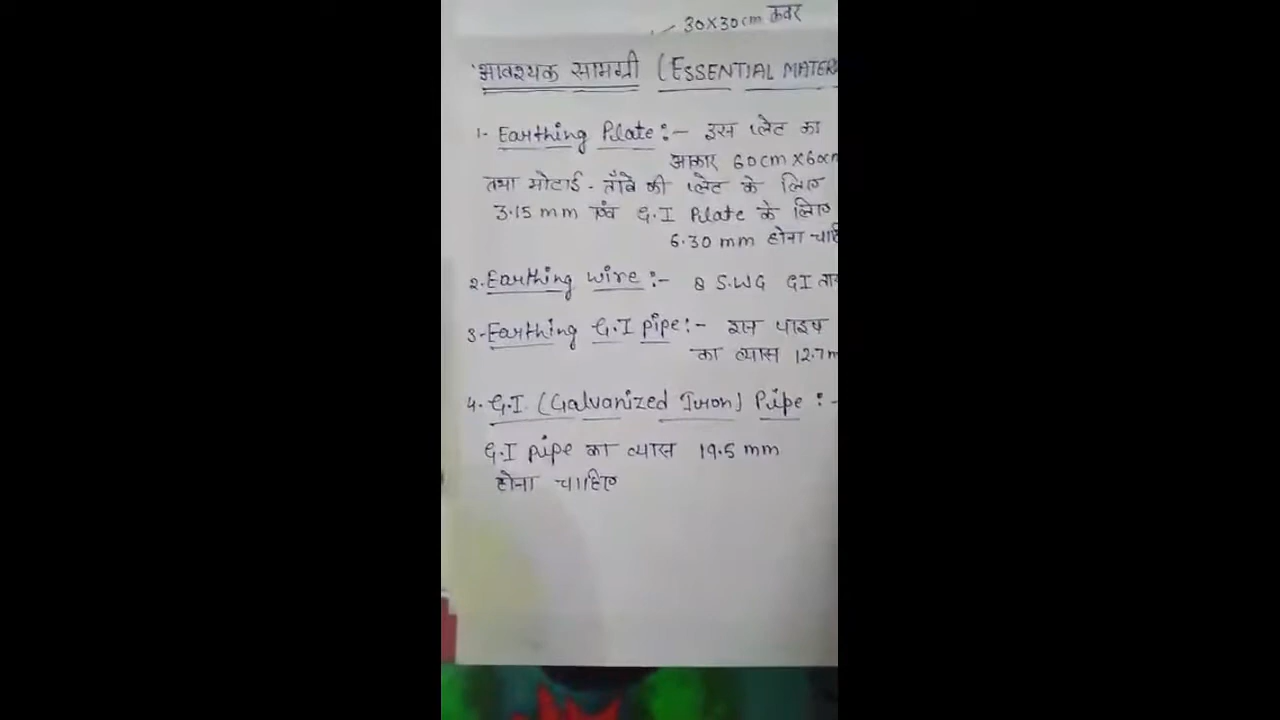 30X30cm कवर
आवश्यक सामग्री (ESSENTIAL MATER
1- Earthing Plate:- इस प्लेट का
आकार 60cm X 60cm
तथा मोटाई - ताँबे की प्लेट के लिए
3.15 mm एवं G.I Plate के लिए
6.30 mm होना चाहि
2. Earthing wire:- 8 S.WG GI तार
3- Earthing G.I pipe:- इस पाइप
का व्यास 12.7 m
4. G.I. (Galvanized Iron) Pipe :-
G.I pipe का व्यास 19.5 mm
होना चाहिए